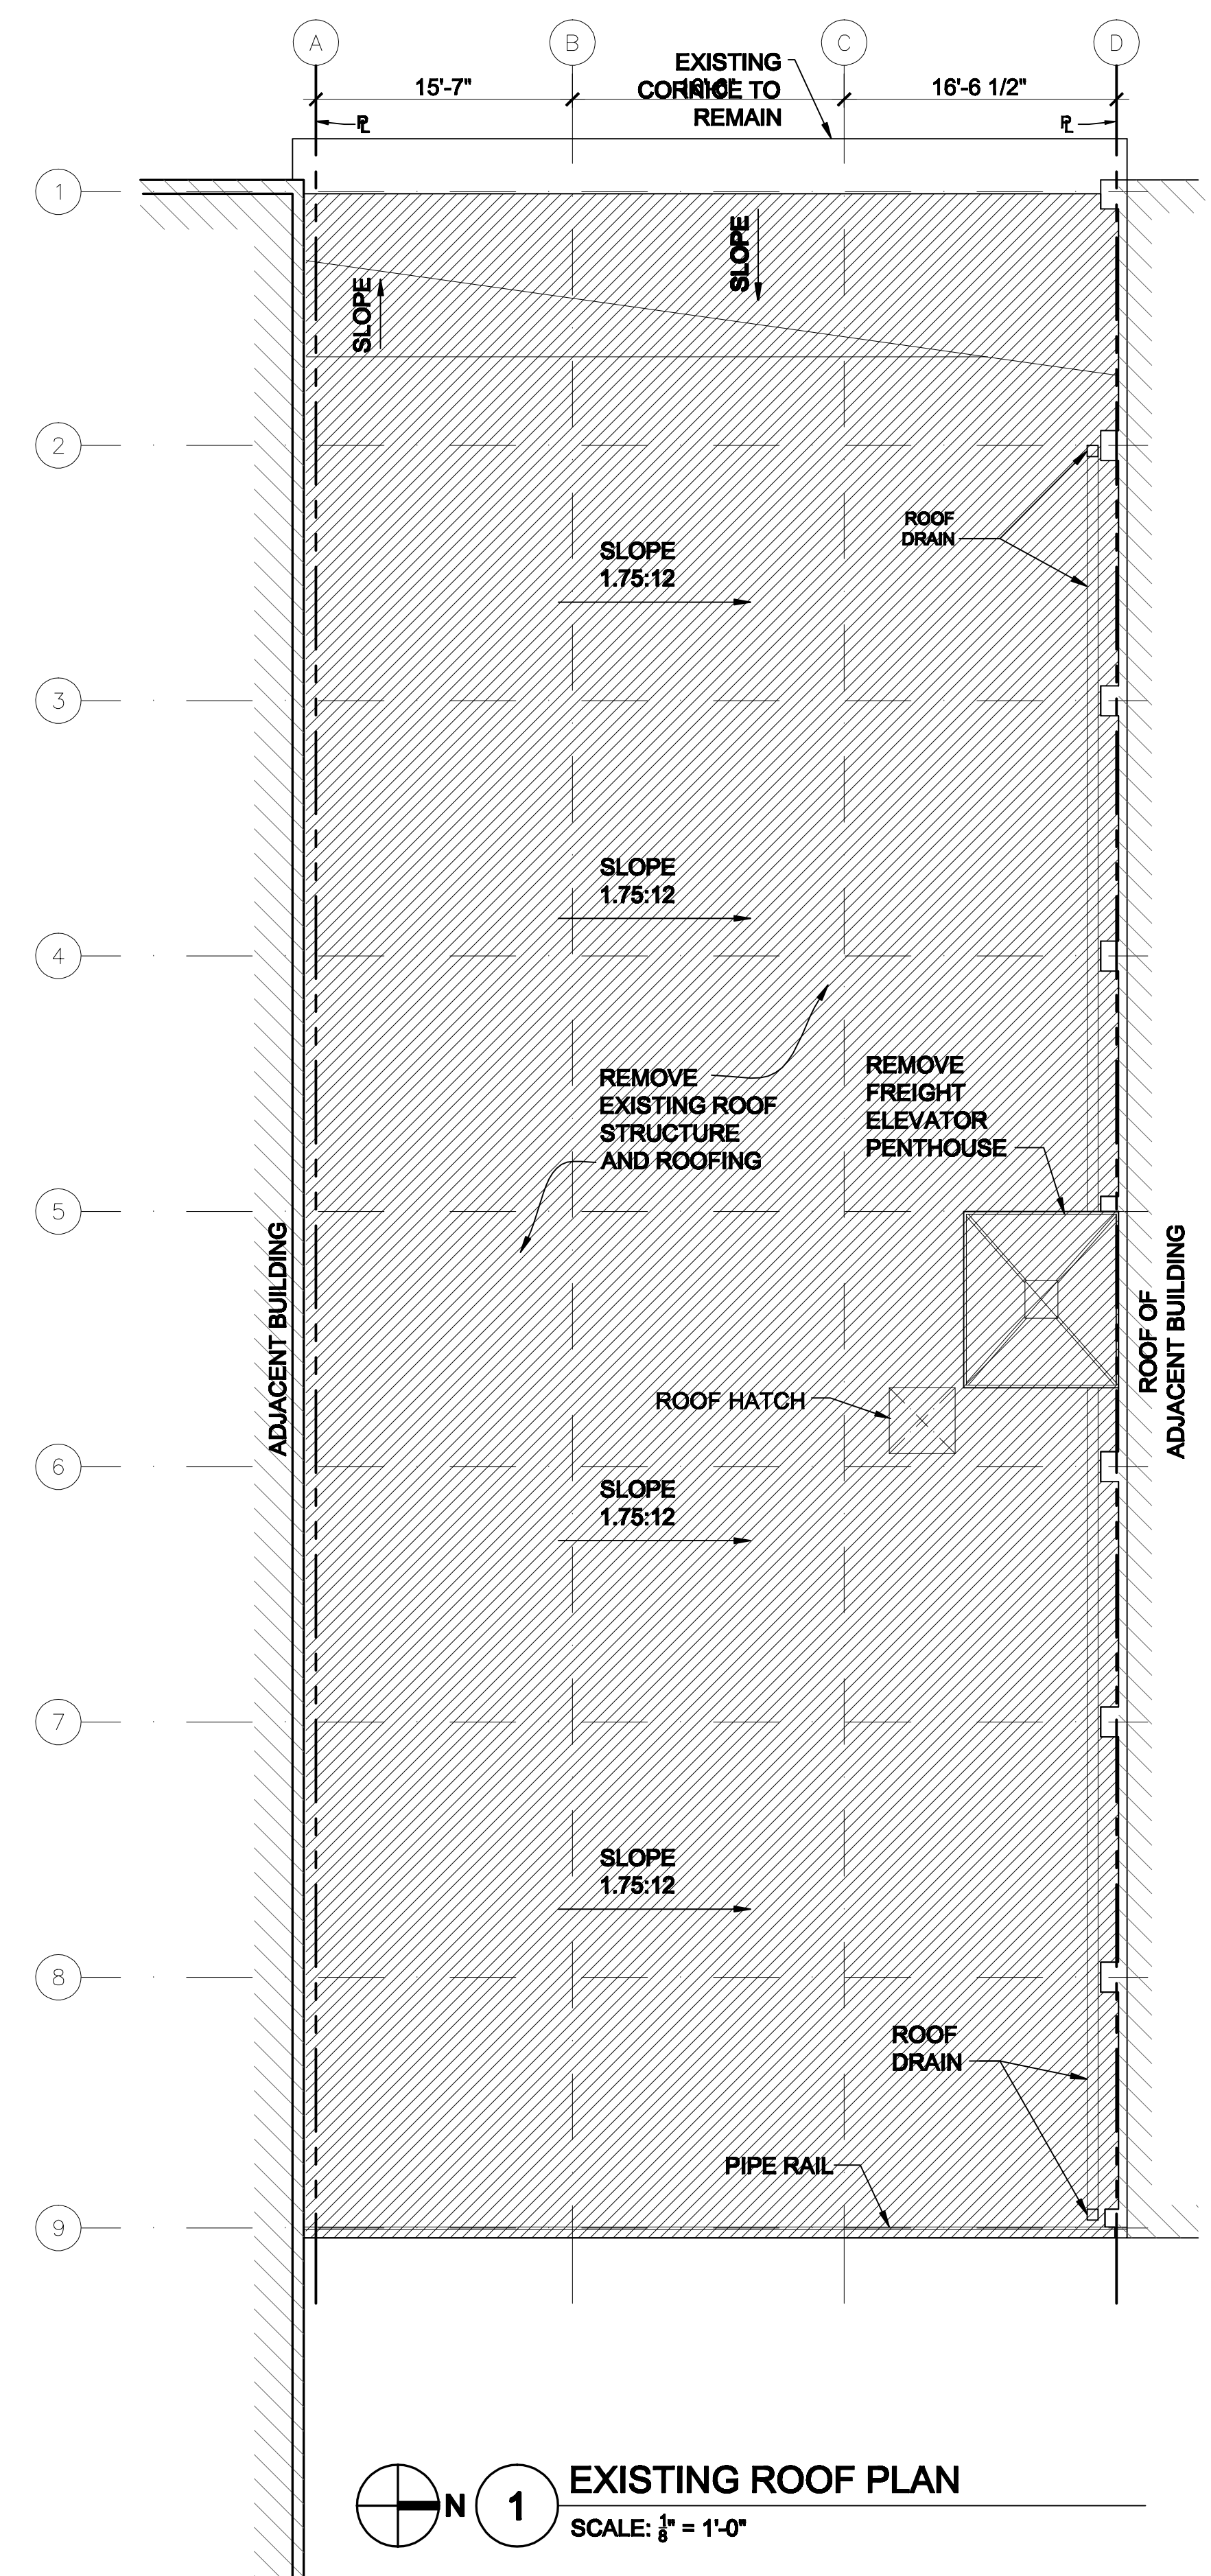 A
B
C
D
EXISTING
CORNICE TO
REMAIN
15'-7"
16'-6 1/2"
PL
PL
1
SLOPE
SLOPE
2
ROOF
DRAIN
SLOPE
1.75:12
3
SLOPE
1.75:12
4
REMOVE
EXISTING ROOF
STRUCTURE
AND ROOFING
REMOVE
FREIGHT
ELEVATOR
PENTHOUSE
5
ADJACENT BUILDING
ROOF OF
ADJACENT BUILDING
ROOF HATCH
6
SLOPE
1.75:12
7
SLOPE
1.75:12
8
ROOF
DRAIN
PIPE RAIL
9
N
1
EXISTING ROOF PLAN
SCALE: 1/8" = 1'-0"